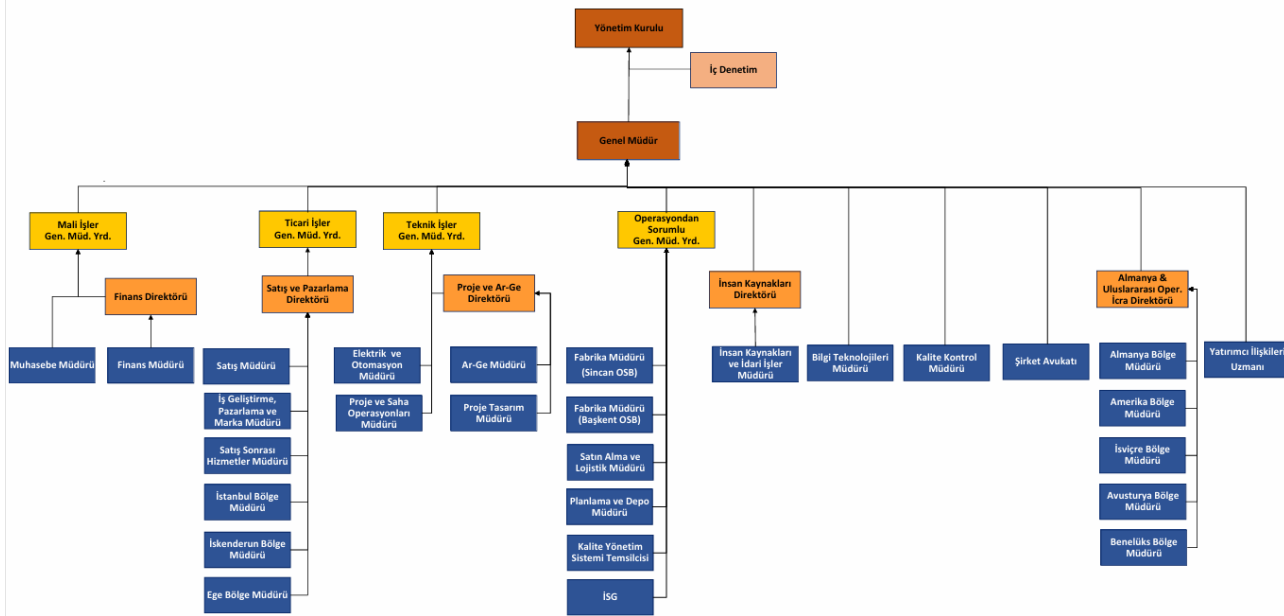 Yönetim Kurulu
İç Denetim
Genel Müdür
Mali İşler
Gen. Müd. Yrd.
Ticari İşler
Gen. Müd. Yrd.
Teknik İşler
Gen. Müd. Yrd.
Operasyondan
Sorumlu
Gen. Müd. Yrd.
Finans Direktörü
Satış ve Pazarlama
Direktörü
Proje ve Ar-Ge
Direktörü
İnsan Kaynakları
Direktörü
Almanya &
Uluslararası Oper.
İcra Direktörü
Muhasebe Müdürü
Finans Müdürü
Satış Müdürü
İş Geliştirme,
Pazarlama ve
Marka Müdürü
Satış Sonrası
Hizmetler Müdürü
İstanbul Bölge
Müdürü
İskenderun Bölge
Müdürü
Ege Bölge Müdürü
Elektrik ve
Otomasyon
Müdürü
Proje ve Saha
Operasyonları
Müdürü
Ar-Ge Müdürü
Proje Tasarım
Müdürü
Fabrika Müdürü
(Sincan OSB)
Fabrika Müdürü
(Başkent OSB)
Satın Alma ve
Lojistik Müdürü
Planlama ve Depo
Müdürü
Kalite Yönetim
Sistemi Temsilcisi
İSG
İnsan Kaynakları
ve İdari İşler
Müdürü
Bilgi Teknolojileri
Müdürü
Kalite Kontrol
Müdürü
Şirket Avukatı
Almanya Bölge
Müdürü
Amerika Bölge
Müdürü
İsviçre Bölge
Müdürü
Avusturya Bölge
Müdürü
Benelüks Bölge
Müdürü
Yatırımcı İlişkileri
Uzmanı